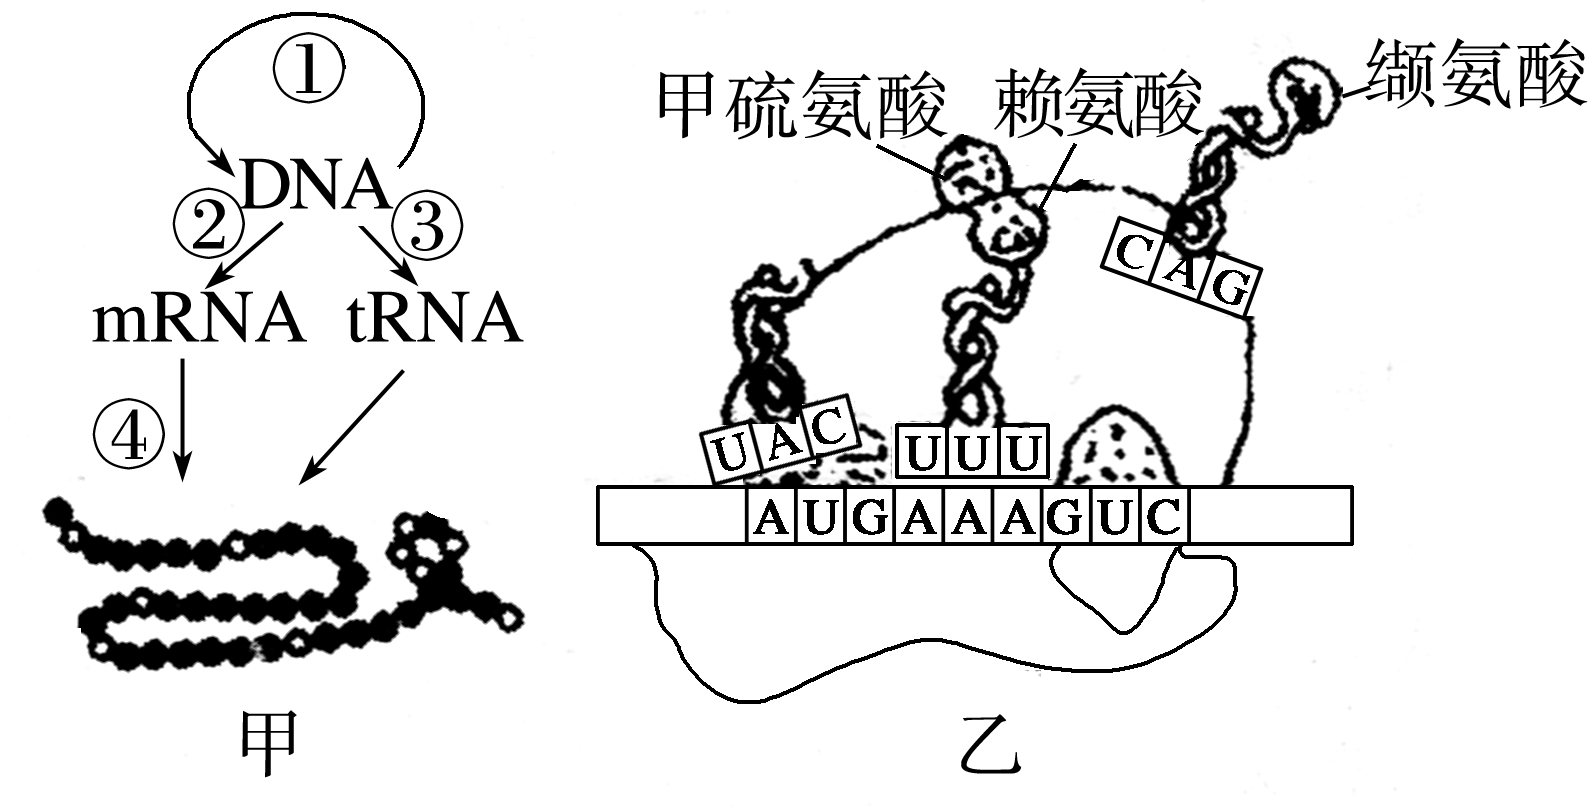 ①
DNA
② ③
mRNA tRNA
④
甲
甲硫氨酸 赖氨酸 缬氨酸
CAG
UAC UUU
AUGAAAGUC
乙